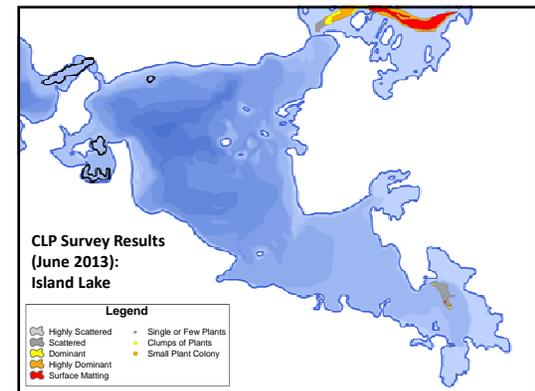 CLP Survey Results
(June 2013):
Island Lake
Legend
Highly Scattered
Scattered
Dominant
Highly Dominant
Surface Matting
Single or Few Plants
Clumps of Plants
Small Plant Colony